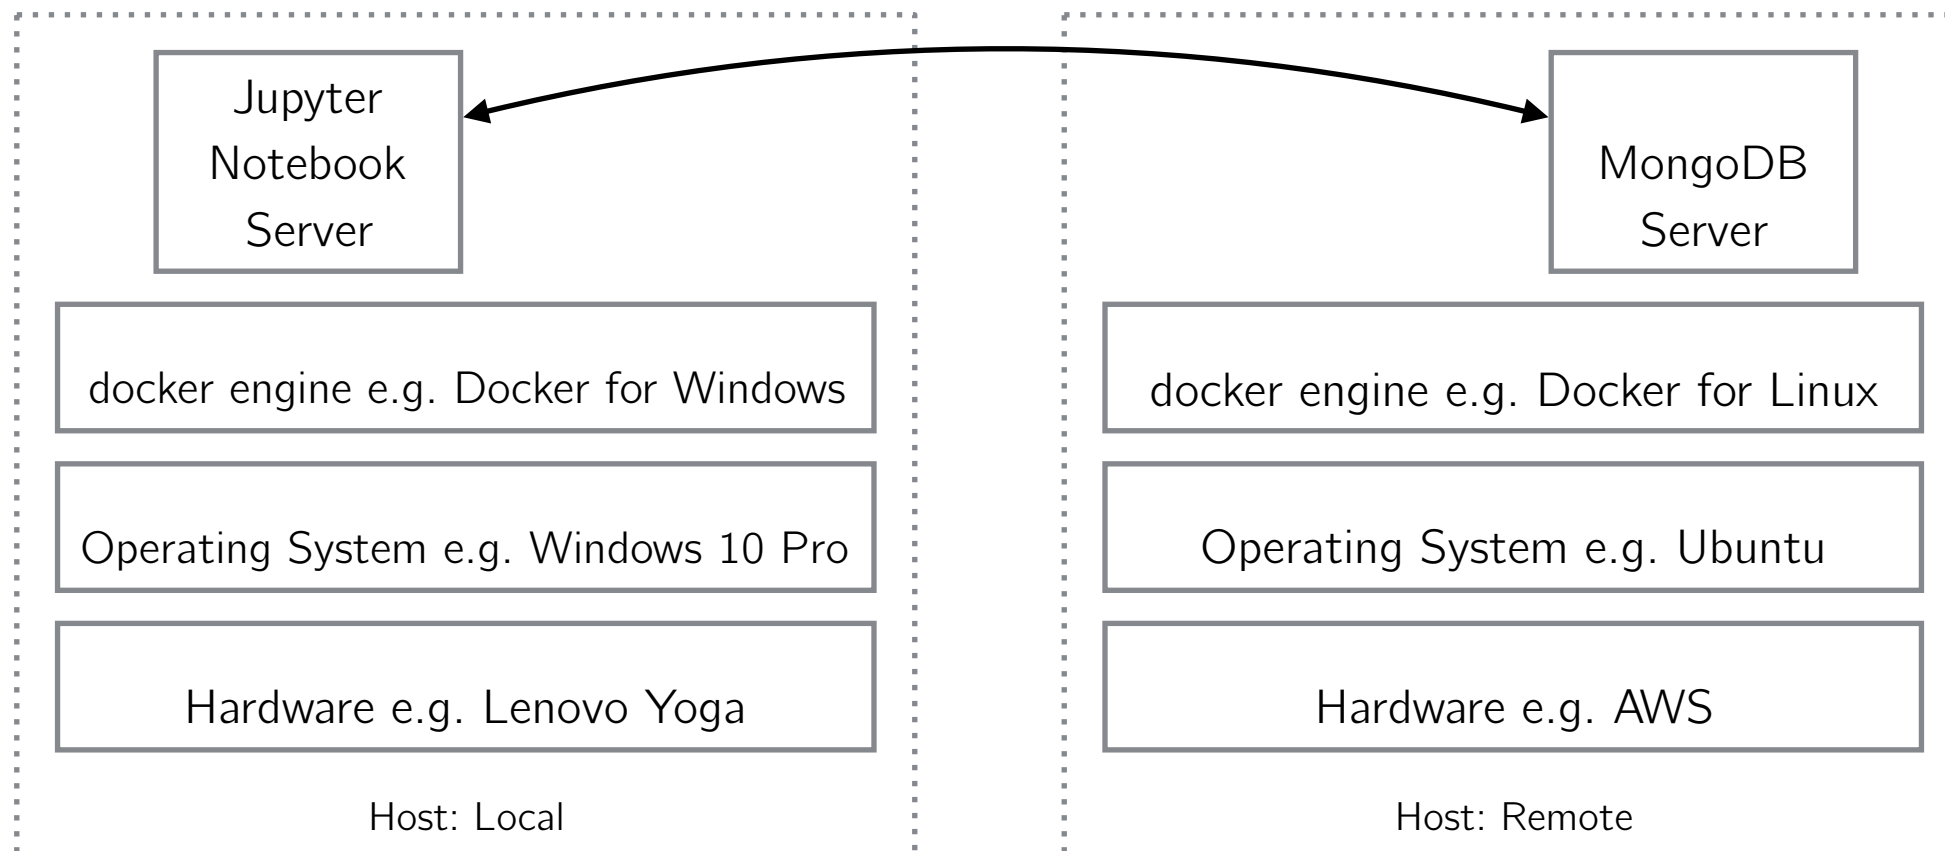 Jupyter
Notebook
Server
docker engine e.g. Docker for Windows
Operating System e.g. Windows 10 Pro
Hardware e.g. Lenovo Yoga
Host: Local
MongoDB
Server
docker engine e.g. Docker for Linux
Operating System e.g. Ubuntu
Hardware e.g. AWS
Host: Remote